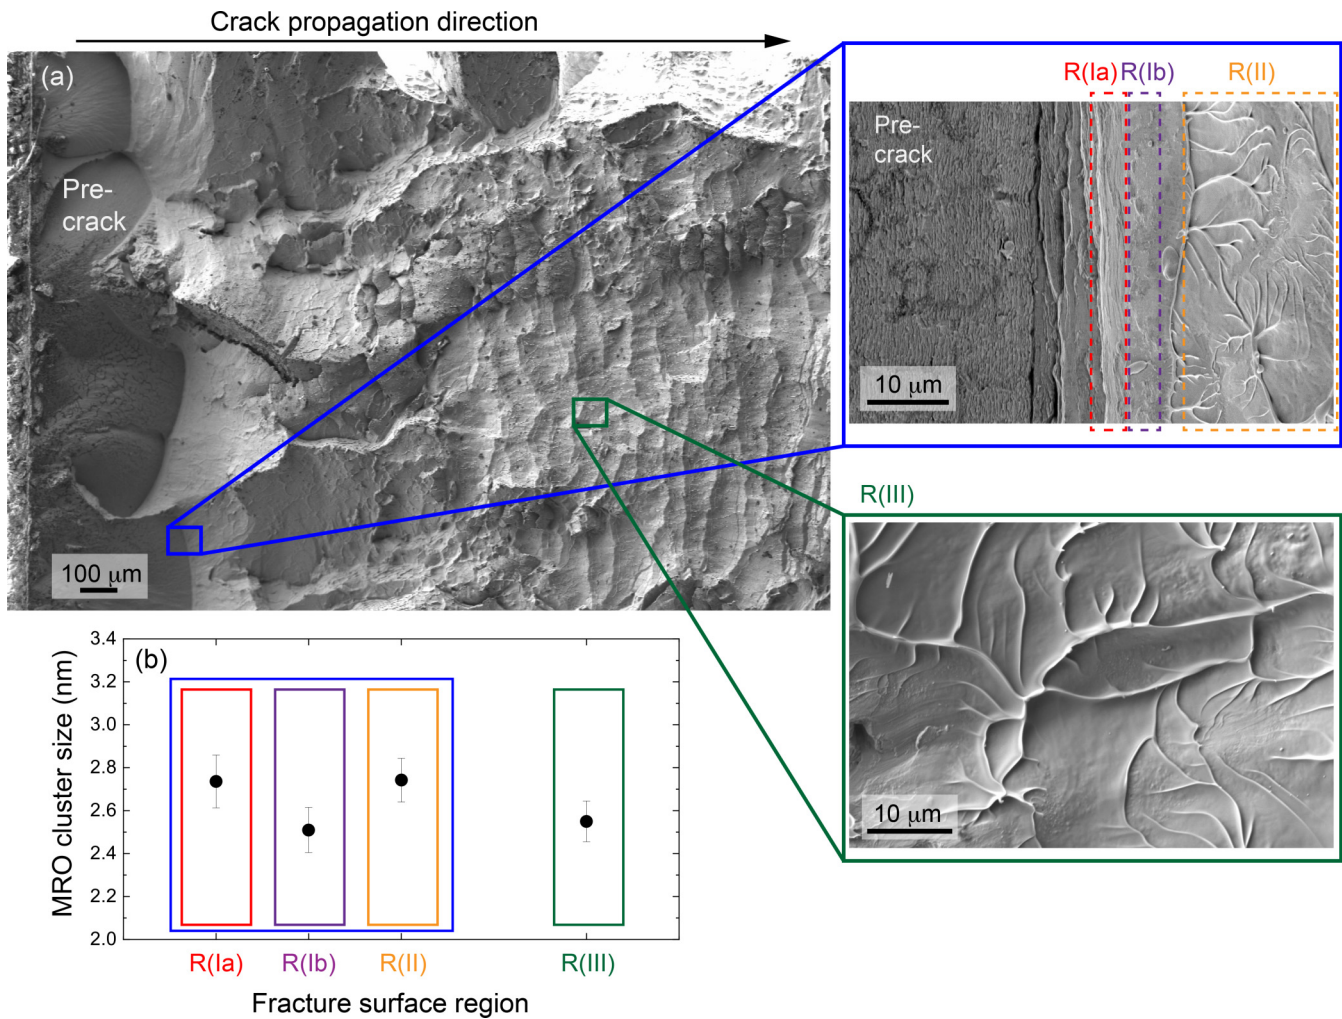 Crack propagation direction
(a)
Pre-
crack
100 μm
R(Ia) R(Ib) R(II)
Pre-
crack
10 μm
R(III)
10 μm
(b)
MRO cluster size (nm)
3.4
3.2
3.0
2.8
2.6
2.4
2.2
2.0
R(Ia) R(Ib) R(II) R(III)
Fracture surface region